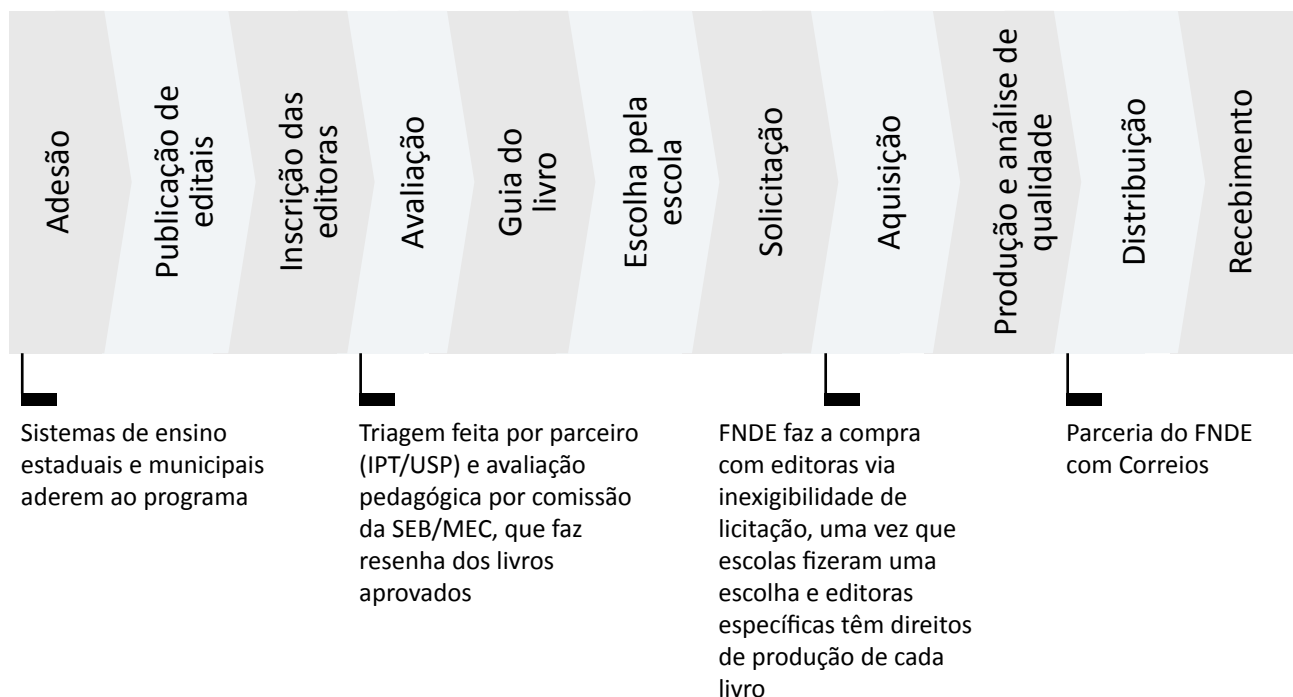 Adesão
Publicação de
editais
Inscrição das
editoras
Avaliação
Guia do
livro
Escolha pela
escola
Solicitação
Aquisição
Produção e análise de
qualidade
Distribuição
Recebimento
Sistemas de ensino
estaduais e municipais
aderem ao programa
Triagem feita por parceiro
(IPT/USP) e avaliação
pedagógica por comissão
da SEB/MEC, que faz
resenha dos livros
aprovados
FNDE faz a compra
com editoras via
inexigibilidade de
licitação, uma vez que
escolas fizeram uma
escolha e editoras
específicas têm direitos
de produção de cada
livro
Parceria do FNDE
com Correios